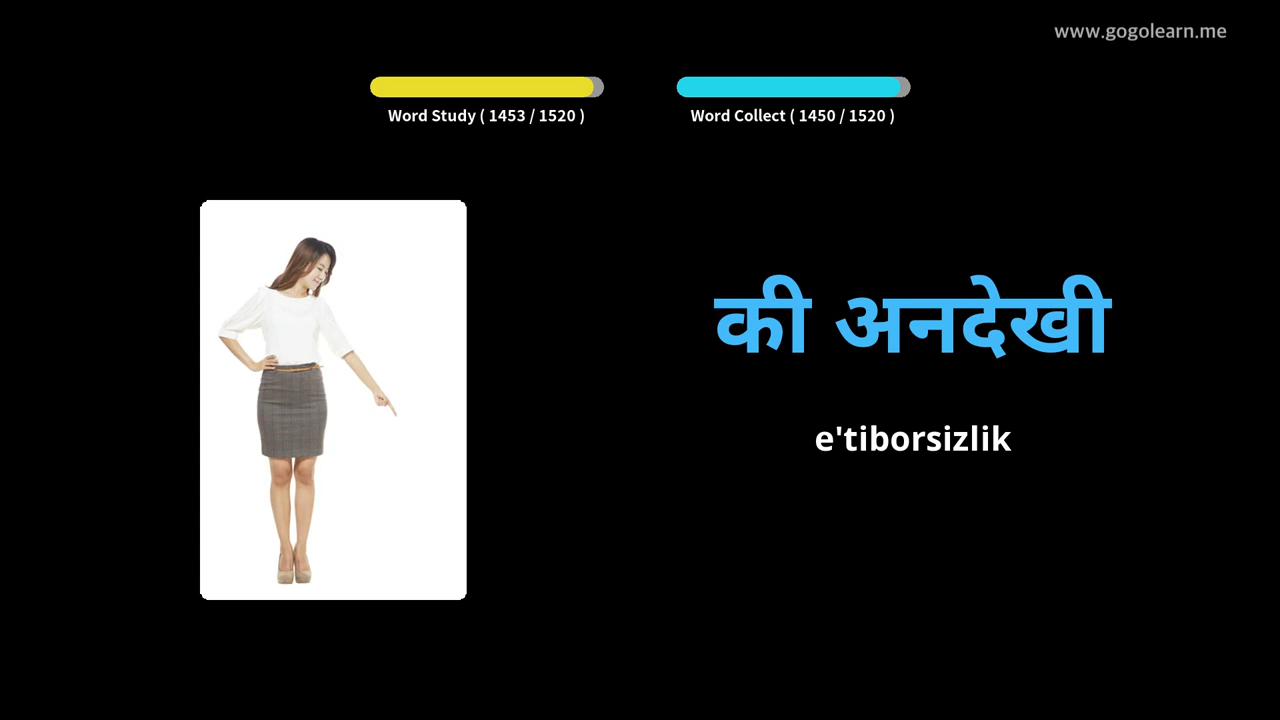 www.gogolearn.me
Word Study ( 1453 / 1520 )
Word Collect ( 1450 / 1520 )
की अनदेखी
e'tiborsizlik